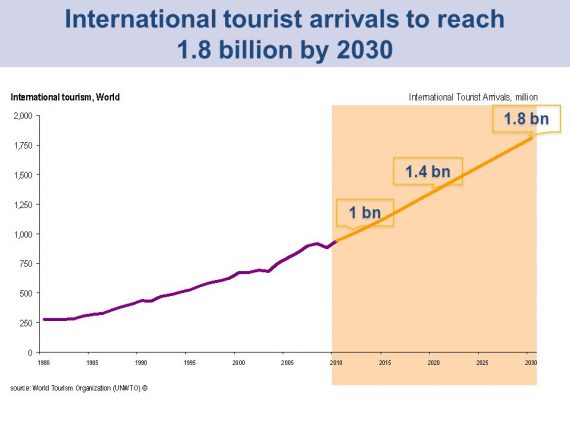 International tourist arrivals to reach
1.8 billion by 2030
International tourism, World
International Tourist Arrivals, million
2,000
1,750
1,500
1,250
1,000
750
500
250
0
1.8 bn
1.4 bn
1 bn
1980
1985
1990
1995
2000
2005
2010
2015
2020
2025
2030
source: World Tourism Organization (UNWTO) ©